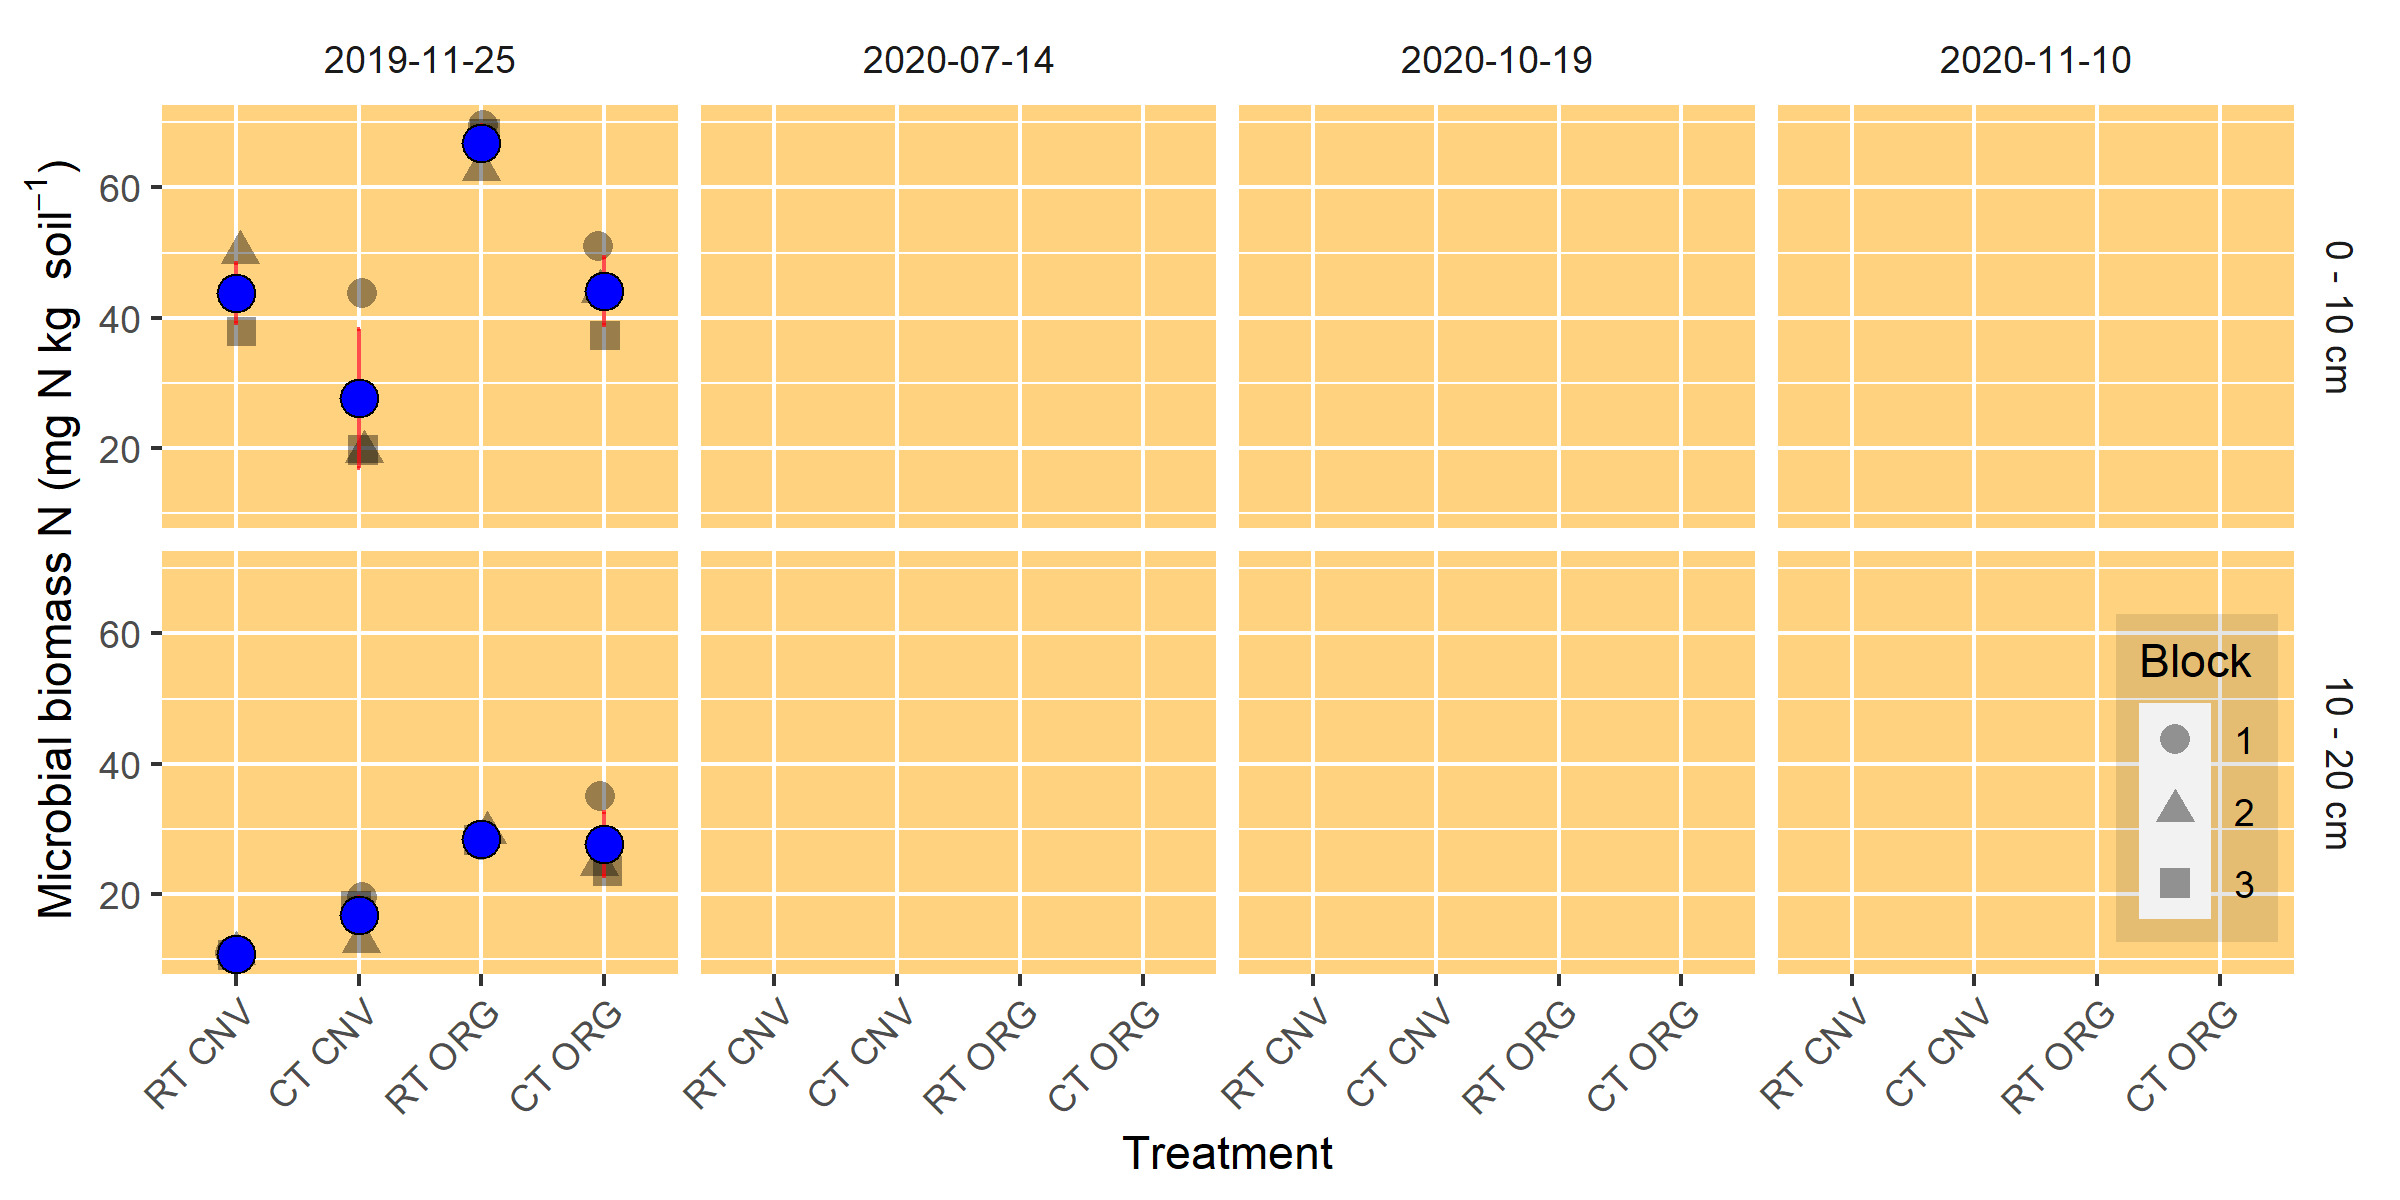 2019-11-25 2020-07-14 2020-10-19 2020-11-10
Microbial biomass N (mg N kg soil⁻¹)
60
40
20
0 - 10 cm
60
40
20
10 - 20 cm
Block
1
2
3
RT CNV CT CNV RT ORG CT ORG RT CNV CT CNV RT ORG CT ORG RT CNV CT CNV RT ORG CT ORG RT CNV CT CNV RT ORG CT ORG
Treatment